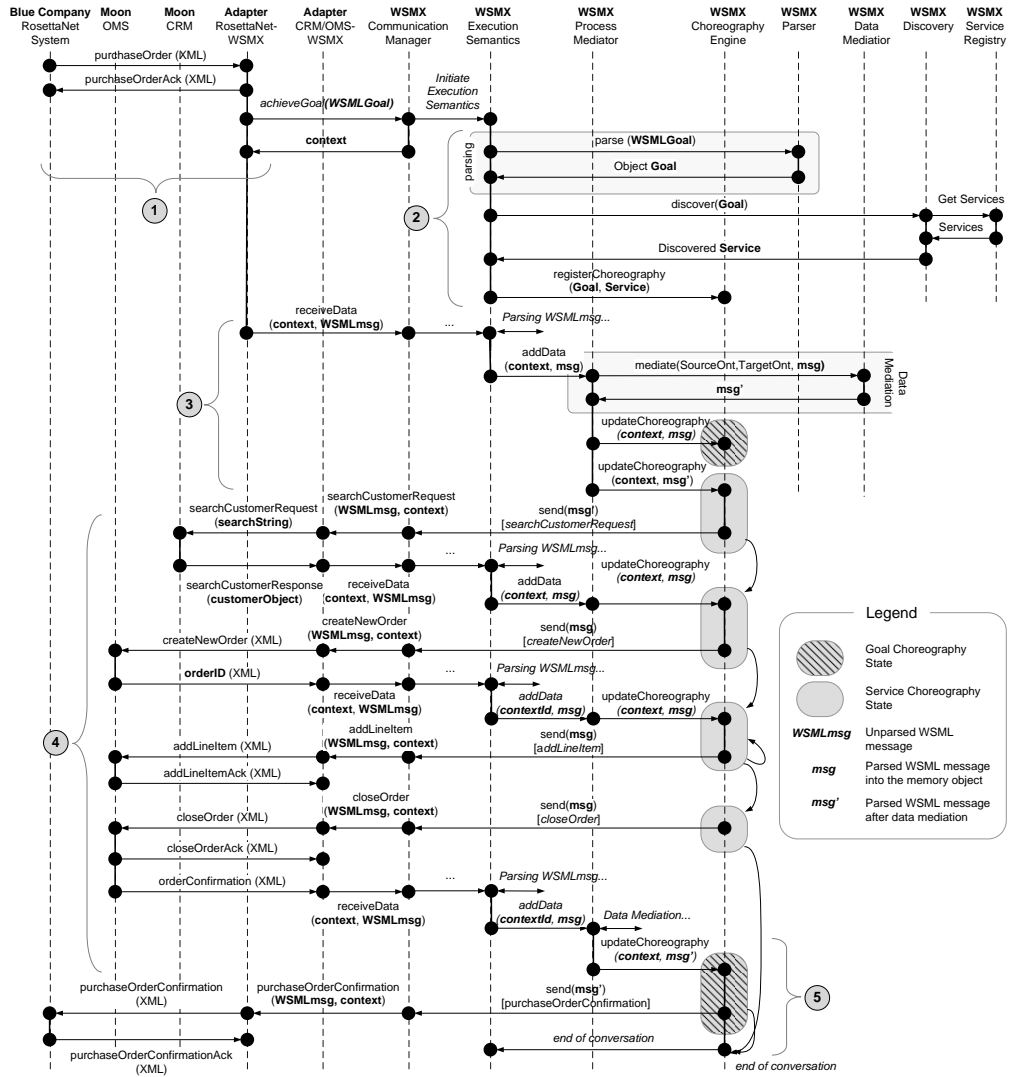 Blue Company
RosettaNet
System
Moon
OMS
Moon
CRM
Adapter
RosettaNet-
WSMX
Adapter
CRM/OMS-
WSMX
WSMX
Communication
Manager
WSMX
Execution
Semantics
WSMX
Process
Mediator
WSMX
Choreography
Engine
WSMX
Parser
WSMX
Data
Mediatior
WSMX
Discovery
WSMX
Service
Registry
purchaseOrder (XML)
purchaseOrderAck (XML)
achieveGoal(WSMLGoal)
Initiate
Execution
Semantics
context
parsing
parse (WSMLGoal)
Object Goal
1
2
discover(Goal)
Get Services
Services
Discovered Service
registerChoreography
(Goal, Service)
receiveData
(context, WSMLmsg)
...
Parsing WSMLmsg...
addData
(context, msg)
mediate(SourceOnt,TargetOnt, msg)
msg'
Data
Mediation
3
updateChoreography
(context, msg)
updateChoreography
(context, msg')
searchCustomerRequest
(searchString)
searchCustomerRequest
(WSMLmsg, context)
send(msg')
[searchCustomerRequest]
...
Parsing WSMLmsg...
searchCustomerResponse
(customerObject)
receiveData
(context, WSMLmsg)
addData
(context, msg)
updateChoreography
(context, msg)
createNewOrder (XML)
createNewOrder
(WSMLmsg, context)
send(msg)
[createNewOrder]
orderID (XML)
receiveData
(context, WSMLmsg)
...
Parsing WSMLmsg...
addData
(contextId, msg)
updateChoreography
(context, msg)
4
addLineItem (XML)
addLineItem
(WSMLmsg, context)
send(msg)
[addLineItem]
addLineItemAck (XML)
closeOrder (XML)
closeOrder
(WSMLmsg, context)
send(msg)
[closeOrder]
closeOrderAck (XML)
orderConfirmation (XML)
receiveData
(context, WSMLmsg)
...
Parsing WSMLmsg...
addData
(contextId, msg)
Data Mediation...
updateChoreography
(context, msg')
purchaseOrderConfirmation
(XML)
purchaseOrderConfirmation
(WSMLmsg, context)
send(msg')
[purchaseOrderConfirmation]
5
purchaseOrderConfirmationAck
(XML)
end of conversation
end of conversation
Legend
Goal Choreography
State
Service Choreography
State
WSMLmsg
Unparsed WSML
message
msg
Parsed WSML message
into the memory object
msg'
Parsed WSML message
after data mediation